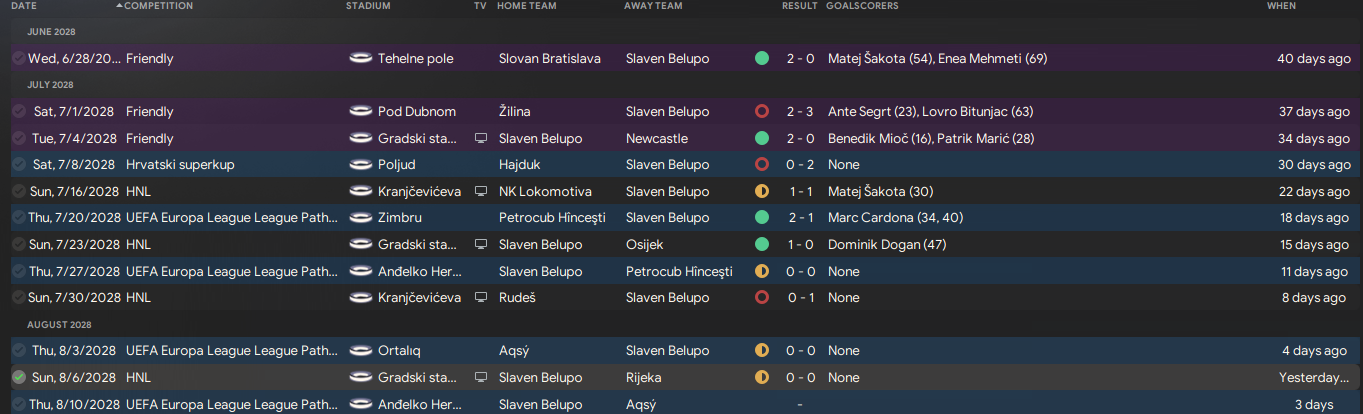 DATE COMPETITION STADIUM TV HOME TEAM AWAY TEAM RESULT GOALSCORERS WHEN
JUNE 2028
Wed, 6/28/20... Friendly Tehelne pole Slovan Bratislava Slaven Belupo 2 - 0 Matej Šakota (54), Enea Mehmeti (69) 40 days ago
JULY 2028
Sat, 7/1/2028 Friendly Pod Dubnom Žilina Slaven Belupo 2 - 3 Ante Segrt (23), Lovro Bitunjac (63) 37 days ago
Tue, 7/4/2028 Friendly Gradski sta... Slaven Belupo Newcastle 2 - 0 Benedik Mioč (16), Patrik Marić (28) 34 days ago
Sat, 7/8/2028 Hrvatski superkup Poljud Hajduk Slaven Belupo 0 - 2 None 30 days ago
Sun, 7/16/2028 HNL Kranjčevićeva NK Lokomotiva Slaven Belupo 1 - 1 Matej Šakota (30) 22 days ago
Thu, 7/20/2028 UEFA Europa League League Path... Zimbru Petrocub Hînceşti Slaven Belupo 2 - 1 Marc Cardona (34, 40) 18 days ago
Sun, 7/23/2028 HNL Gradski sta... Slaven Belupo Osijek 1 - 0 Dominik Dogan (47) 15 days ago
Thu, 7/27/2028 UEFA Europa League League Path... Anđelko Her... Slaven Belupo Petrocub Hînceşti 0 - 0 None 11 days ago
Sun, 7/30/2028 HNL Kranjčevićeva Rudeš Slaven Belupo 0 - 1 None 8 days ago
AUGUST 2028
Thu, 8/3/2028 UEFA Europa League League Path... Ortalıq Aqsý Slaven Belupo 0 - 0 None 4 days ago
Sun, 8/6/2028 HNL Gradski sta... Slaven Belupo Rijeka 0 - 0 None Yesterday...
Thu, 8/10/2028 UEFA Europa League League Path... Anđelko Her... Slaven Belupo Aqsý - 3 days